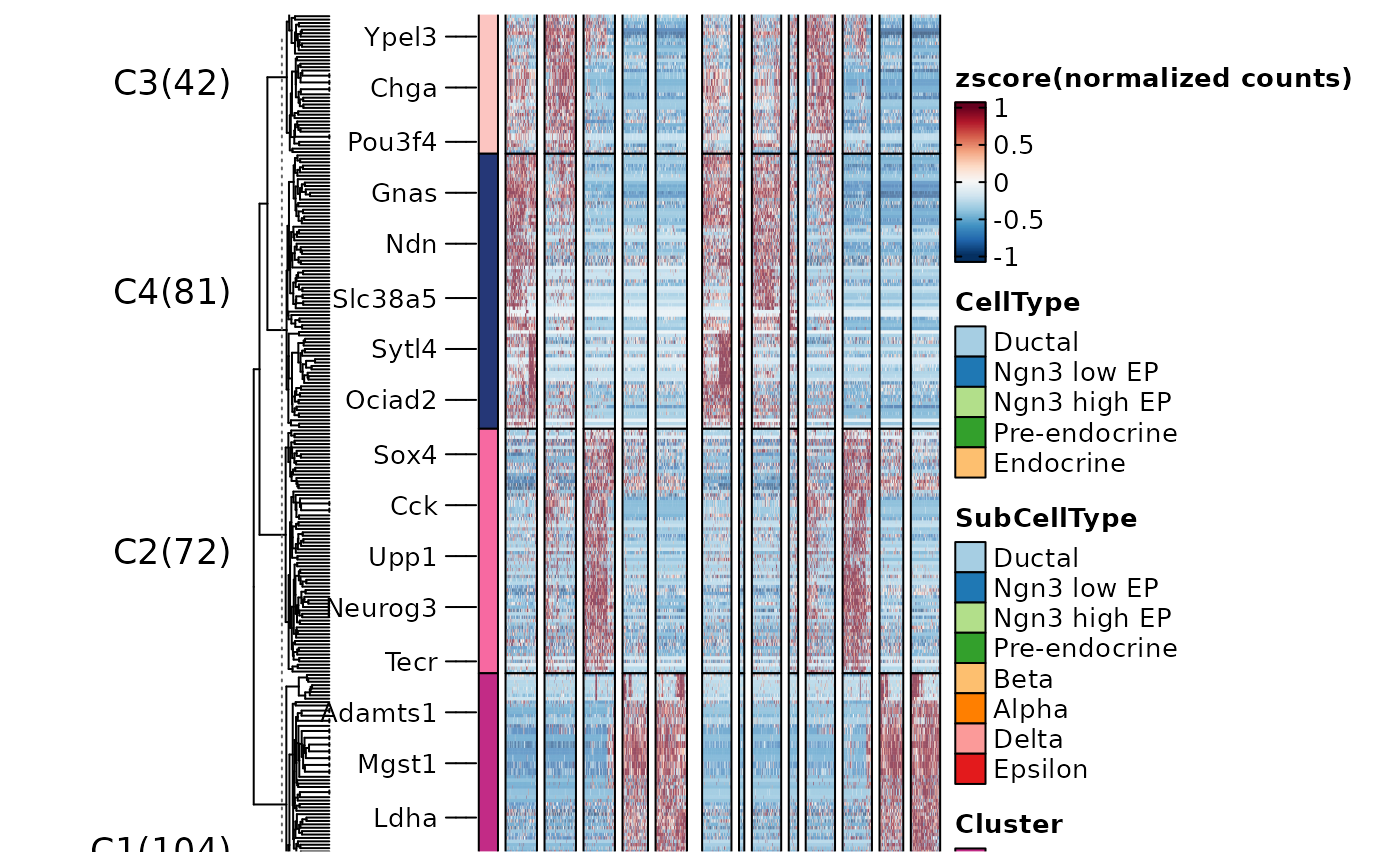 C3(42)
C4(81)
C2(72)
C1(104)
Ypel3
Chga
Pou3f4
Gnas
Ndn
Slc38a5
Sytl4
Ociad2
Sox4
Cck
Upp1
Neurog3
Tecr
Adamts1
Mgst1
Ldha
zscore(normalized counts)
1
0.5
0
-0.5
-1
CellType
Ductal
Ngn3 low EP
Ngn3 high EP
Pre-endocrine
Endocrine
SubCellType
Ductal
Ngn3 low EP
Ngn3 high EP
Pre-endocrine
Beta
Alpha
Delta
Epsilon
Cluster